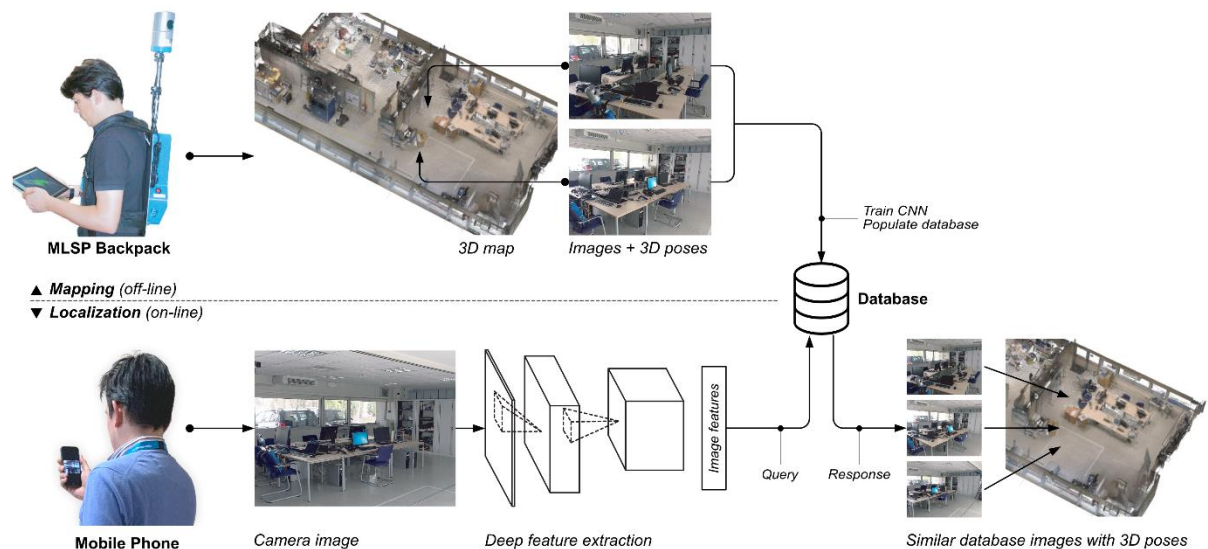 MLSP Backpack
3D map
Images + 3D poses
Train CNN
Populate database
▲ Mapping (off-line)
▼ Localization (on-line)
Database
Image features
Query
Response
Mobile Phone
Camera image
Deep feature extraction
Similar database images with 3D poses